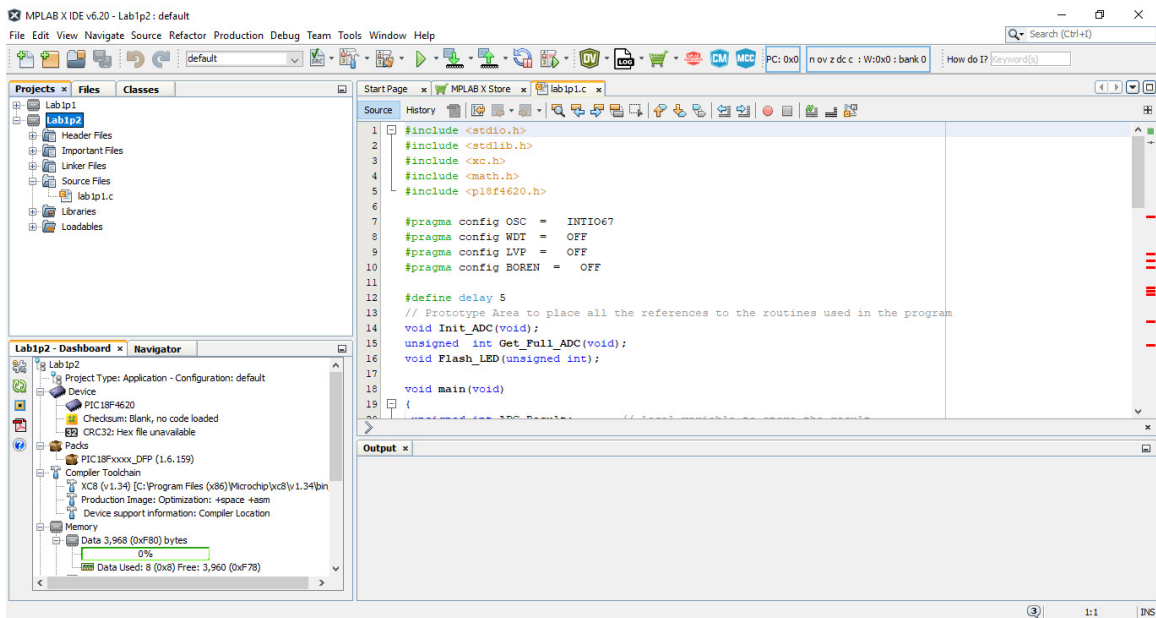 MPLAB X IDE v6.20 - Lab1p2 : default
File Edit View Navigate Source Refactor Production Debug Team Tools Window Help
Search (Ctrl+I)
default
PC: 0x0
n ov z dc c : W:0x0 : bank 0
How do I?
Keyword(s)
Projects
Files
Classes
Lab1p1
Lab1p2
Header Files
Important Files
Linker Files
Source Files
lab1p1.c
Libraries
Loadables
Lab1p2 - Dashboard
Navigator
Lab1p2
Project Type: Application - Configuration: default
Device
PIC18F4620
Checksum: Blank, no code loaded
CRC32: Hex file unavailable
Packs
PIC18Fxxxx_DFP (1.6.159)
Compiler Toolchain
XC8 (v1.34) [C:\Program Files (x86)\Microchip\xc8\v1.34\bin
Production Image: Optimization: +space +asm
Device support information: Compiler Location
Memory
Data 3,968 (0xF80) bytes
0%
Data Used: 8 (0x8) Free: 3,960 (0xF78)
Start Page
MPLAB X Store
lab1p1.c
Source
History
1 #include <stdio.h>
2 #include <stdlib.h>
3 #include <xc.h>
4 #include <math.h>
5 #include <p18f4620.h>
6
7 #pragma config OSC = INTIO67
8 #pragma config WDT = OFF
9 #pragma config LVP = OFF
10 #pragma config BOREN = OFF
11
12 #define delay 5
13 // Prototype Area to place all the references to the routines used in the program
14 void Init_ADC(void);
15 unsigned int Get_Full_ADC(void);
16 void Flash_LED(unsigned int);
17
18 void main(void)
19 {
Output
3
1:1
INS